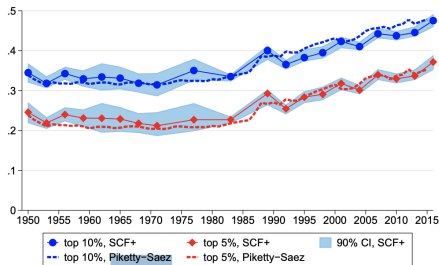 .5
.4
.3
.2
.1
0
1950 1955 1960 1965 1970 1975 1980 1985 1990 1995 2000 2005 2010 2015
top 10%, SCF+ top 5%, SCF+ 90% CI, SCF+
top 10%, Piketty-Saez top 5%, Piketty-Saez